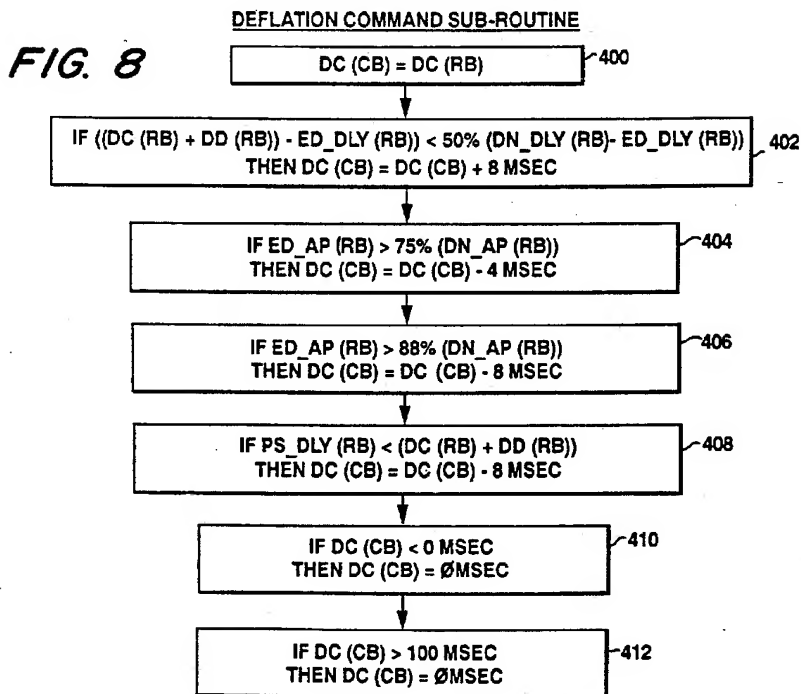 DEFLATION COMMAND SUB-ROUTINE
FIG. 8
DC (CB) = DC (RB)
400
IF ((DC (RB) + DD (RB)) - ED_DLY (RB)) < 50% (DN_DLY (RB)- ED_DLY (RB))
THEN DC (CB) = DC (CB) + 8 MSEC
402
IF ED_AP (RB) > 75% (DN_AP (RB))
THEN DC (CB) = DC (CB) - 4 MSEC
404
IF ED_AP (RB) > 88% (DN_AP (RB))
THEN DC (CB) = DC (CB) - 8 MSEC
406
IF PS_DLY (RB) < (DC (RB) + DD (RB))
THEN DC (CB) = DC (CB) - 8 MSEC
408
IF DC (CB) < 0 MSEC
THEN DC (CB) = ØMSEC
410
IF DC (CB) > 100 MSEC
THEN DC (CB) = ØMSEC
412